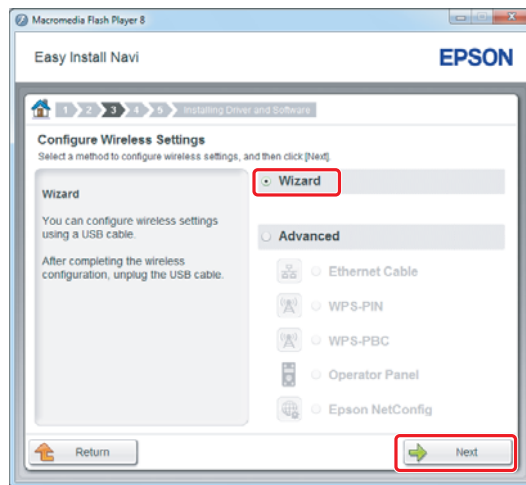 Macromedia Flash Player 8
Easy Install Navi
EPSON
1 2 3 4 5 Installing Driver and Software
Configure Wireless Settings
Select a method to configure wireless settings, and then click [Next].
Wizard
You can configure wireless settings
using a USB cable.
After completing the wireless
configuration, unplug the USB cable.
Wizard
Advanced
Ethernet Cable
WPS-PIN
WPS-PBC
Operator Panel
Epson NetConfig
Return
Next